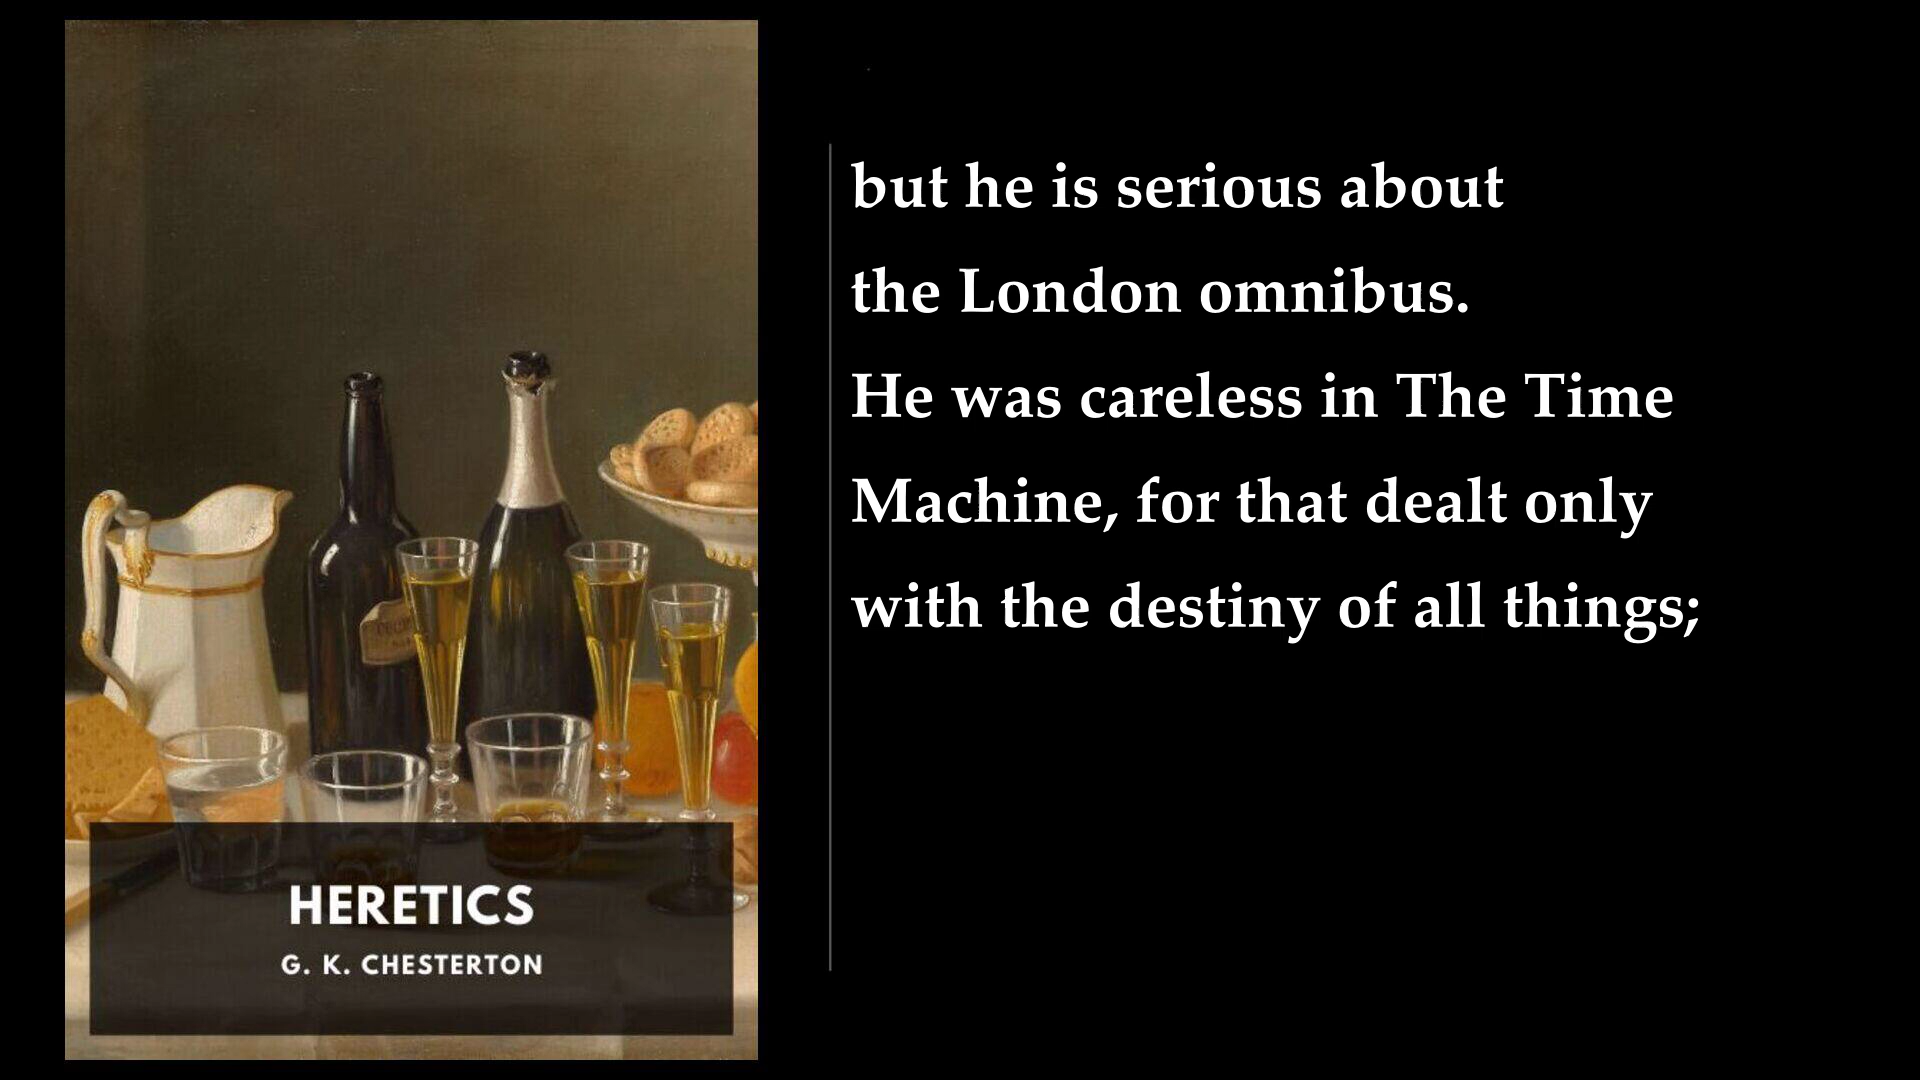 but he is serious about
the London omnibus.
He was careless in The Time
Machine, for that dealt only
with the destiny of all things;
HERETICS
G. K. CHESTERTON